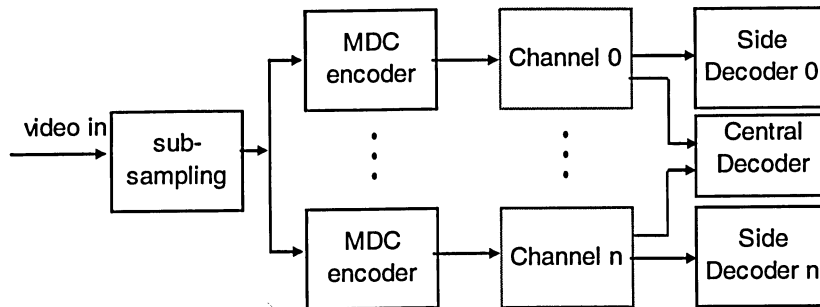 video in
sub-
sampling
MDC
encoder
Channel 0
Side
Decoder 0
Central
Decoder
MDC
encoder
Channel n
Side
Decoder n